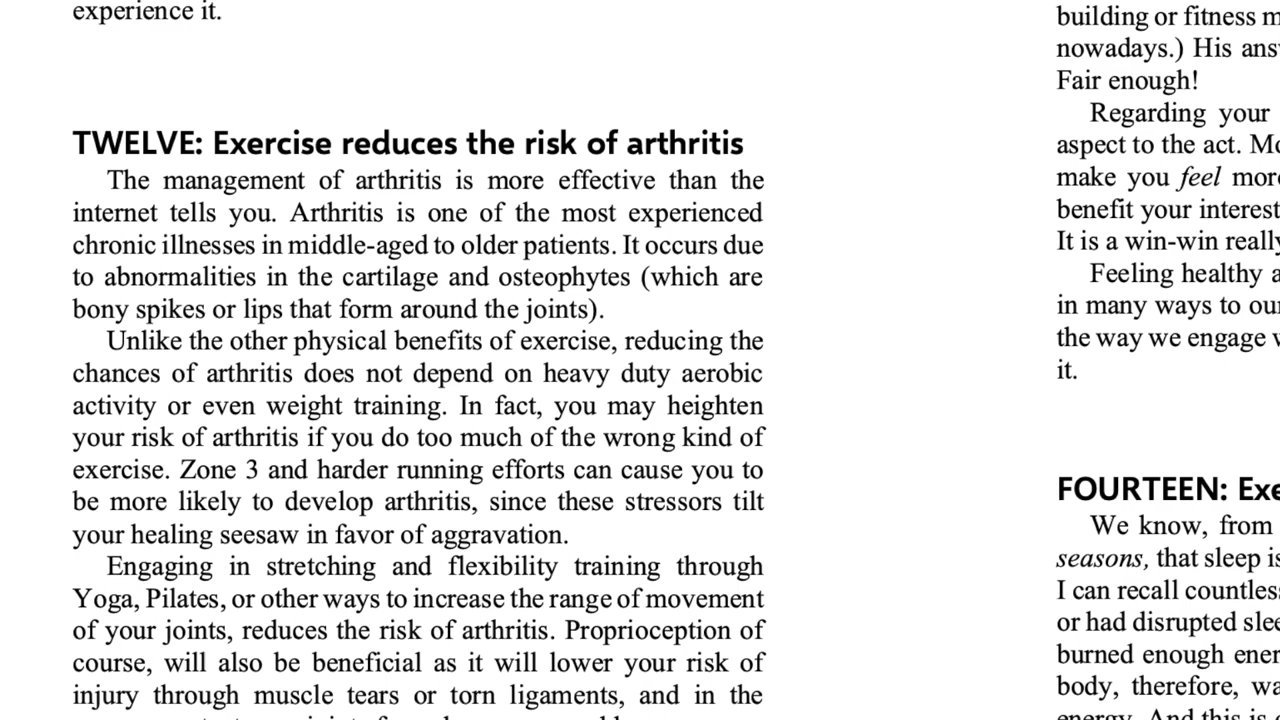 experience it.
TWELVE: Exercise reduces the risk of arthritis
The management of arthritis is more effective than the
internet tells you. Arthritis is one of the most experienced
chronic illnesses in middle-aged to older patients. It occurs due
to abnormalities in the cartilage and osteophytes (which are
bony spikes or lips that form around the joints).
Unlike the other physical benefits of exercise, reducing the
chances of arthritis does not depend on heavy duty aerobic
activity or even weight training. In fact, you may heighten
your risk of arthritis if you do too much of the wrong kind of
exercise. Zone 3 and harder running efforts can cause you to
be more likely to develop arthritis, since these stressors tilt
your healing seesaw in favor of aggravation.
Engaging in stretching and flexibility training through
Yoga, Pilates, or other ways to increase the range of movement
of your joints, reduces the risk of arthritis. Proprioception of
course, will also be beneficial as it will lower your risk of
injury through muscle tears or torn ligaments, and in the
building or fitness
nowadays.) His
Fair enough!
Regarding your
aspect to the act.
make you feel
benefit your interest
It is a win-win really
Feeling healthy
in many ways to
the way we engage
it.
FOURTEEN:
We know, from
seasons, that sleep
I can recall
or had disrupted
burned enough
body, therefore,
energy. And this is